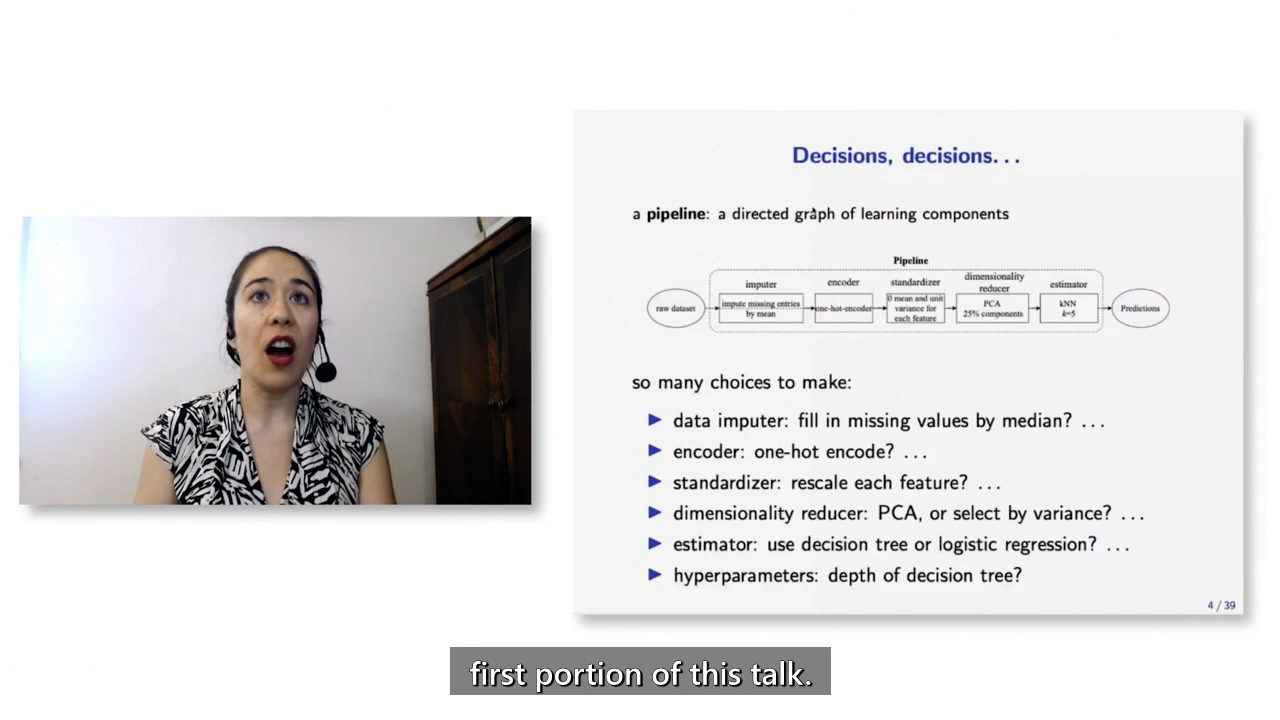 Decisions, decisions. . .
a pipeline: a directed graph of learning components
Pipeline
imputer
encoder
standardizer
dimensionality
reducer
estimator
raw dataset
impute missing entries
by mean
one-hot-encoder
0 mean and unit
variance for
each feature
PCA
25% components
kNN
k=5
Predictions
so many choices to make:
▶ data imputer: fill in missing values by median? . . .
▶ encoder: one-hot encode? . . .
▶ standardizer: rescale each feature? . . .
▶ dimensionality reducer: PCA, or select by variance? . . .
▶ estimator: use decision tree or logistic regression? . . .
▶ hyperparameters: depth of decision tree?
4 / 39
first portion of this talk.